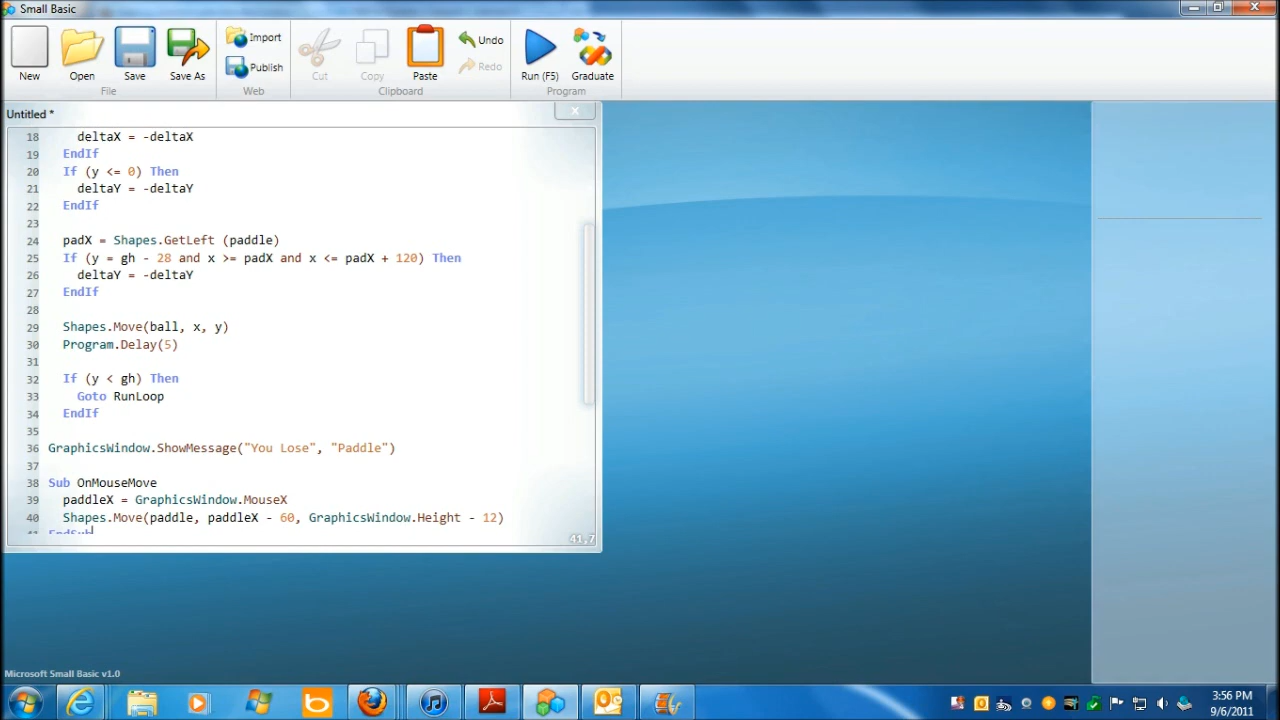 Small Basic
New
Open
Save
Save As
Import
Publish
Cut
Copy
Paste
Undo
Redo
Run (F5)
Graduate
File
Web
Clipboard
Program
Untitled *
18 deltaX = -deltaX
19 EndIf
20 If (y <= 0) Then
21 deltaY = -deltaY
22 EndIf
23
24 padX = Shapes.GetLeft (paddle)
25 If (y = gh - 28 and x >= padX and x <= padX + 120) Then
26 deltaY = -deltaY
27 EndIf
28
29 Shapes.Move(ball, x, y)
30 Program.Delay(5)
31
32 If (y < gh) Then
33 Goto RunLoop
34 EndIf
35
36 GraphicsWindow.ShowMessage("You Lose", "Paddle")
37
38 Sub OnMouseMove
39 paddleX = GraphicsWindow.MouseX
40 Shapes.Move(paddle, paddleX - 60, GraphicsWindow.Height - 12)
41 EndSub
41,7
Microsoft Small Basic v1.0
3:56 PM
9/6/2011